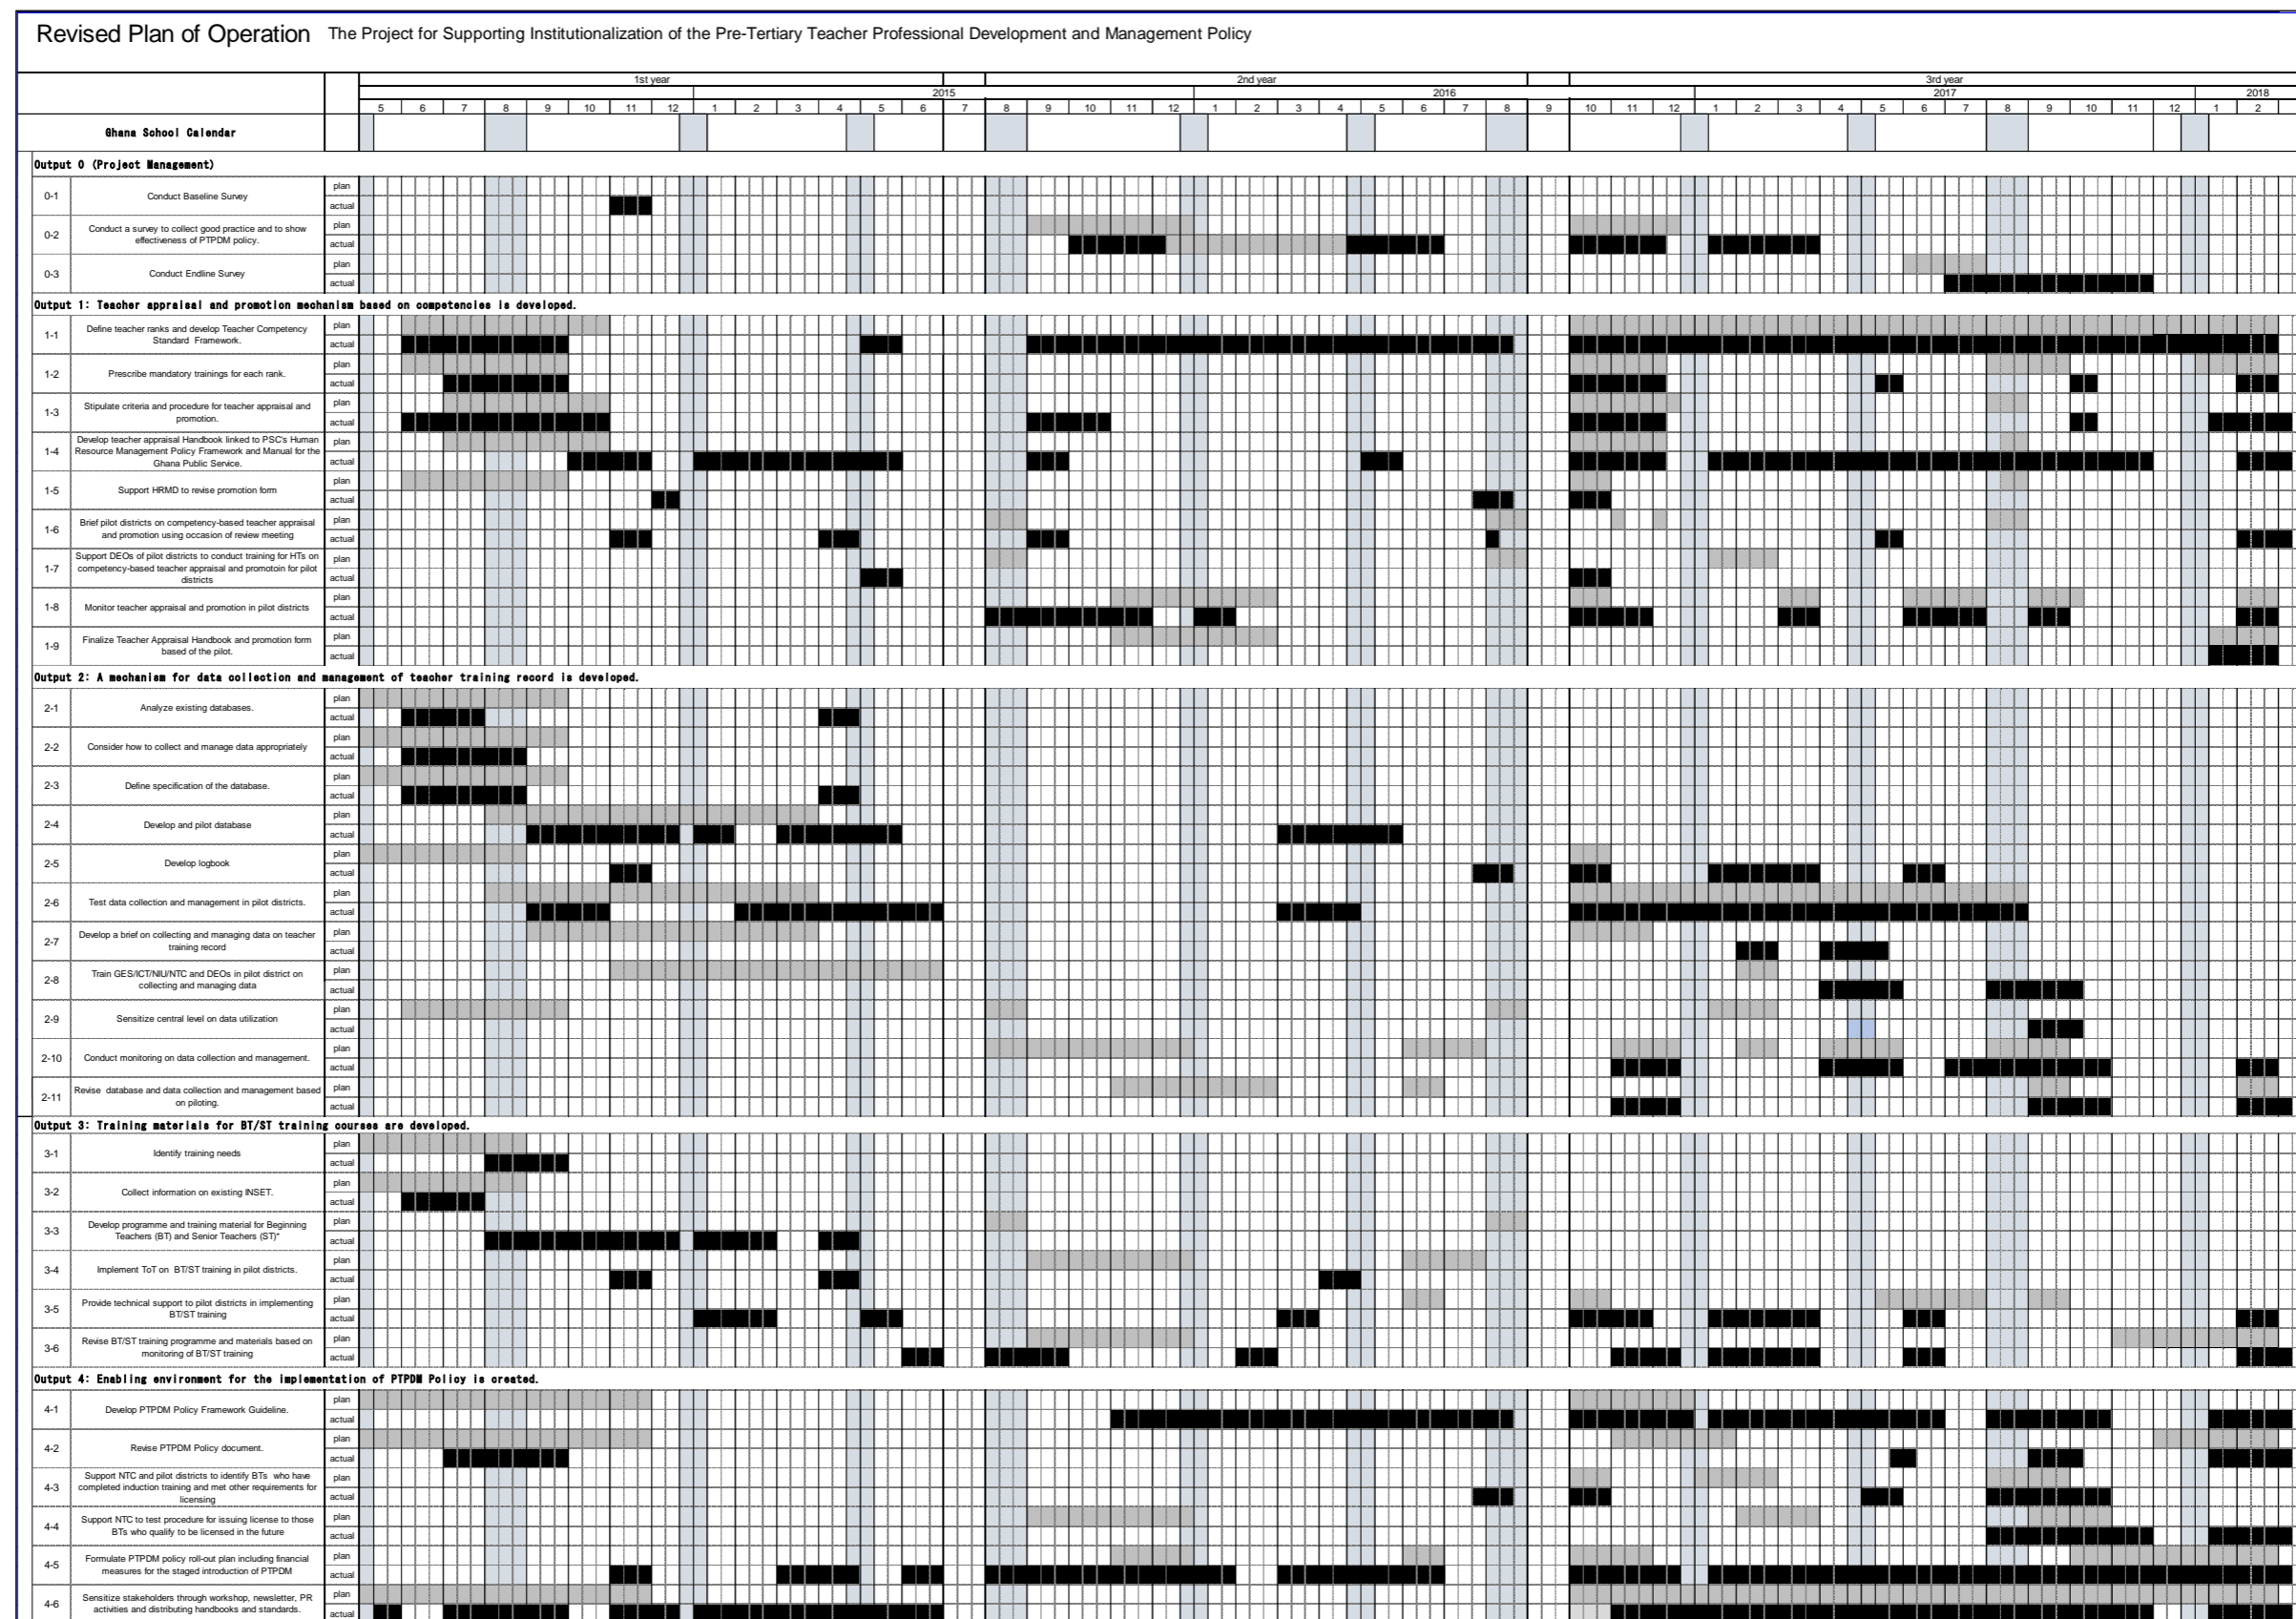 Revised Plan of Operation The Project for Supporting Institutionalization of the Pre-Tertiary Teacher Professional Development and Management Policy
1st year 2nd year 3rd year
2015 2016 2017 2018
5 6 7 8 9 10 11 12 1 2 3 4 5 6 7 8 9 10 11 12 1 2 3 4 5 6 7 8 9 10 11 12 1 2 3 4 5 6 7 8 9 10 11 12 1 2
Ghana School Calendar
Output 0 (Project Management)
0-1 Conduct Baseline Survey plan
actual
0-2 Conduct a survey to collect good practice and to show plan
effectiveness of PTPDM policy. actual
0-3 Conduct Endline Survey plan
actual
Output 1: Teacher appraisal and promotion mechanism based on competencies is developed.
1-1 Define teacher ranks and develop Teacher Competency plan
Standard Framework. actual
1-2 Prescribe mandatory trainings for each rank. plan
actual
1-3 Stipulate criteria and procedure for teacher appraisal and plan
promotion. actual
1-4 Develop teacher appraisal Handbook linked to PSC's Human plan
Resource Management Policy Framework and Manual for the
Ghana Public Service. actual
1-5 Support HRMD to revise promotion form plan
actual
1-6 Brief pilot districts on competency-based teacher appraisal plan
and promotion using occasion of review meeting actual
1-7 Support DEOs of pilot districts to conduct training for HTs on plan
competency-based teacher appraisal and promotoin for pilot
districts actual
1-8 Monitor teacher appraisal and promotion in pilot districts plan
actual
1-9 Finalize Teacher Appraisal Handbook and promotion form plan
based of the pilot. actual
Output 2: A mechanism for data collection and management of teacher training record is developed.
2-1 Analyze existing databases. plan
actual
2-2 Consider how to collect and manage data appropriately plan
actual
2-3 Define specification of the database. plan
actual
2-4 Develop and pilot database plan
actual
2-5 Develop logbook plan
actual
2-6 Test data collection and management in pilot districts. plan
actual
2-7 Develop a brief on collecting and managing data on teacher plan
training record actual
2-8 Train GES/ICT/NIU/NTC and DEOs in pilot district on plan
collecting and managing data actual
2-9 Sensitize central level on data utilization plan
actual
2-10 Conduct monitoring on data collection and management. plan
actual
2-11 Revise database and data collection and management based plan
on piloting. actual
Output 3: Training materials for BT/ST training courses are developed.
3-1 Identify training needs plan
actual
3-2 Collect information on existing INSET. plan
actual
3-3 Develop programme and training material for Beginning plan
Teachers (BT) and Senior Teachers (ST)* actual
3-4 Implement ToT on BT/ST training in pilot districts. plan
actual
3-5 Provide technical support to pilot districts in implementing plan
BT/ST training actual
3-6 Revise BT/ST training programme and materials based on plan
monitoring of BT/ST training actual
Output 4: Enabling environment for the implementation of PTPDM Policy is created.
4-1 Develop PTPDM Policy Framework Guideline. plan
actual
4-2 Revise PTPDM Policy document. plan
actual
4-3 Support NTC and pilot districts to identify BTs who have plan
completed induction training and met other requirements for
licensing actual
4-4 Support NTC to test procedure for issuing license to those plan
BTs who qualify to be licensed in the future actual
4-5 Formulate PTPDM policy roll-out plan including financial plan
measures for the staged introduction of PTPDM actual
4-6 Sensitize stakeholders through workshop, newsletter, PR plan
activities and distributing handbooks and standards. actual